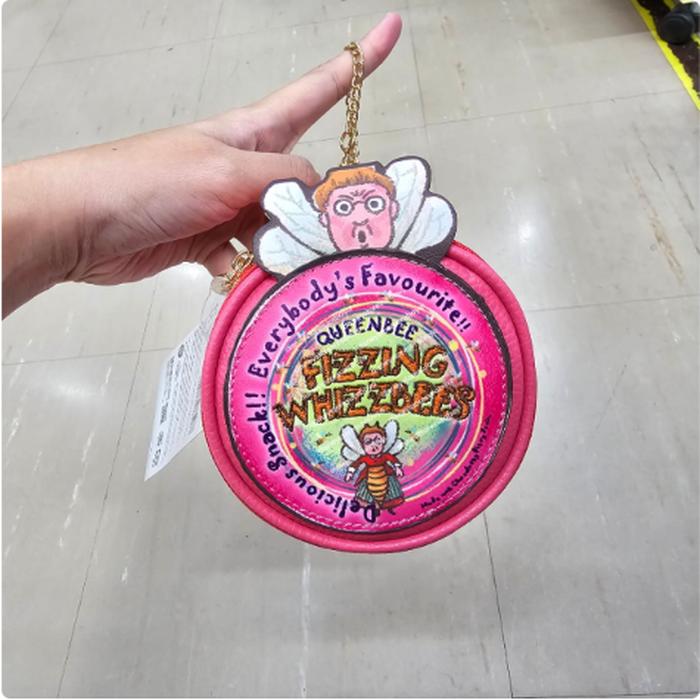 Everybody's Favourite!!
QUEENBEE
FIZZING
WHIZZBEES
Delicious Snack!!